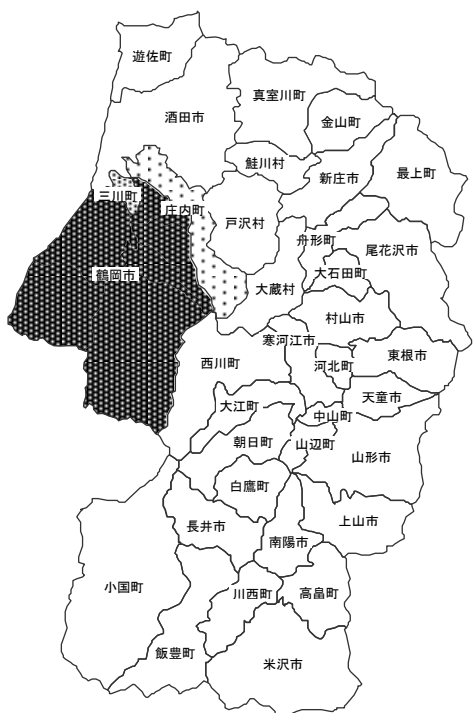 遊佐町
真室川町
酒田市
金山町
鮭川村
最上町
新庄市
三川町
庄内町
戸沢村
舟形町
尾花沢市
鶴岡市
大石田町
大蔵村
村山市
寒河江市
東根市
西川町
河北町
天童市
大江町
中山町
朝日町
山辺町
山形市
白鷹町
上山市
長井市
南陽市
小国町
川西町
高畠町
飯豊町
米沢市